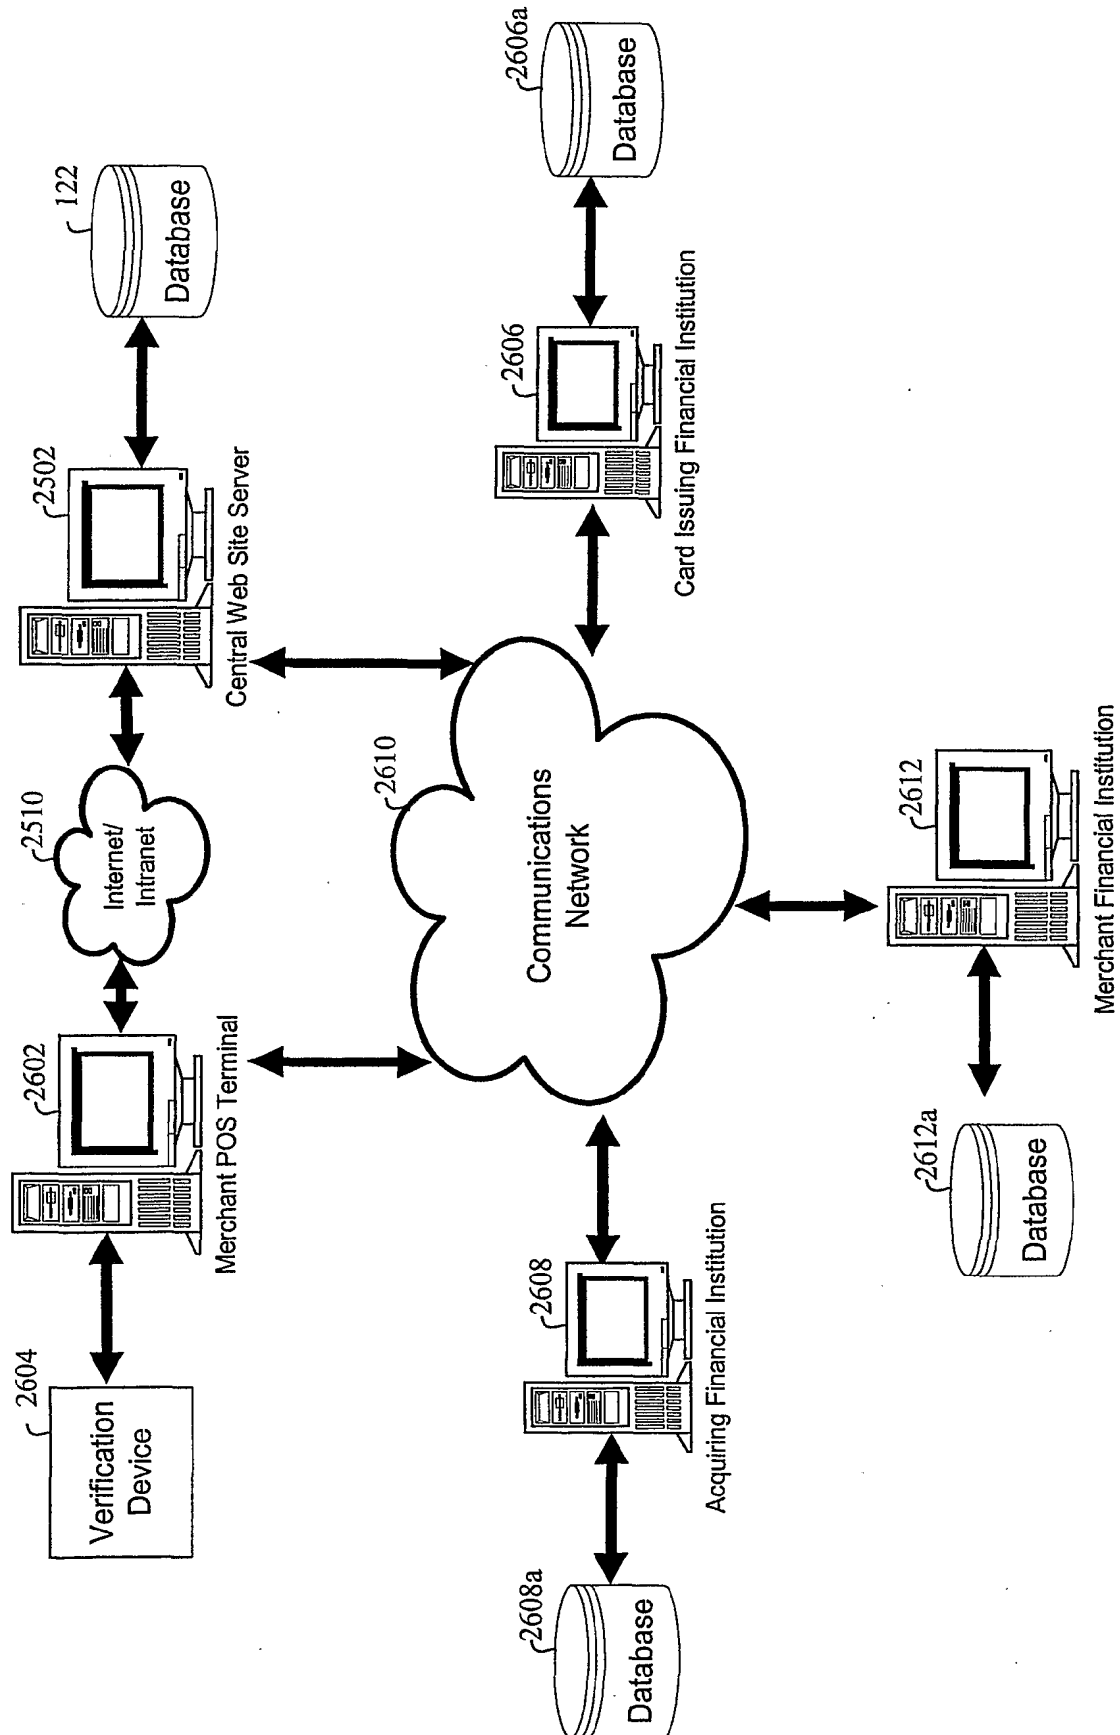 2604
Verification
Device
2602
Merchant POS Terminal
2510
Internet/
Intranet
2502
Central Web Site Server
122
Database
2608a
Database
2608
Acquiring Financial Institution
2610
Communications
Network
2606
Card Issuing Financial Institution
2606a
Database
2612a
Database
2612
Merchant Financial Institution